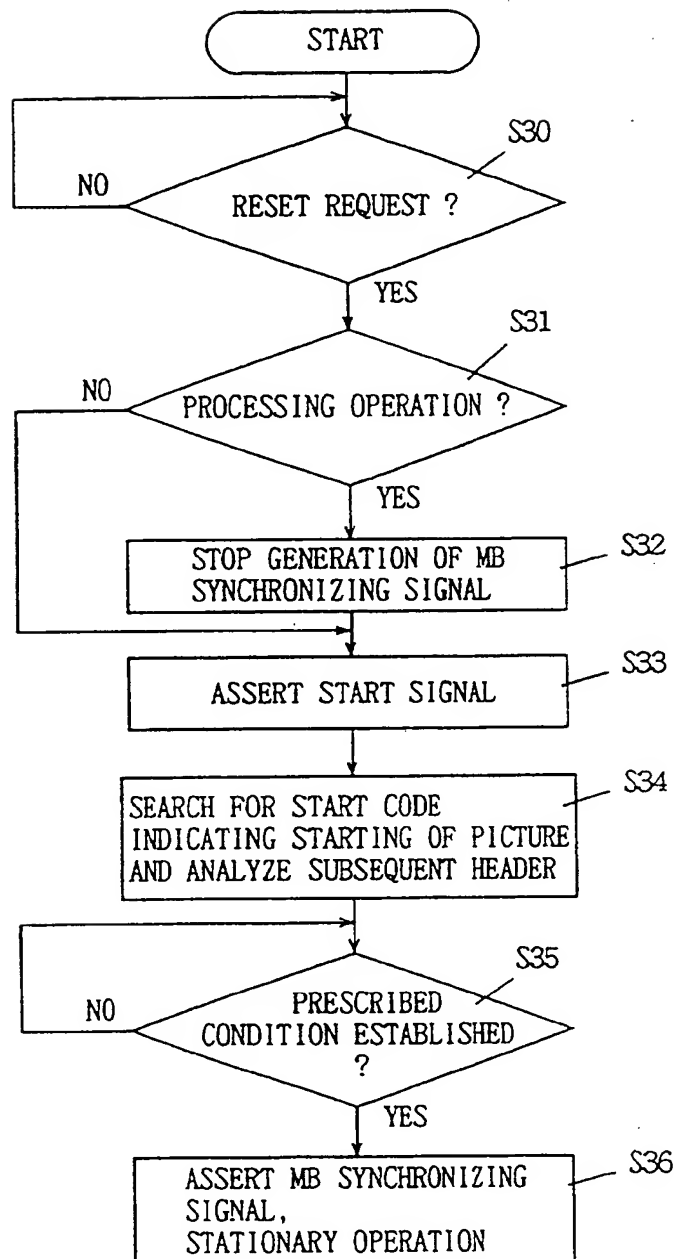 START
S30
NO
RESET REQUEST ?
YES
S31
NO
PROCESSING OPERATION ?
YES
S32
STOP GENERATION OF MB
SYNCHRONIZING SIGNAL
S33
ASSERT START SIGNAL
S34
SEARCH FOR START CODE
INDICATING STARTING OF PICTURE
AND ANALYZE SUBSEQUENT HEADER
S35
NO
PRESCRIBED
CONDITION ESTABLISHED
?
YES
S36
ASSERT MB SYNCHRONIZING
SIGNAL,
STATIONARY OPERATION